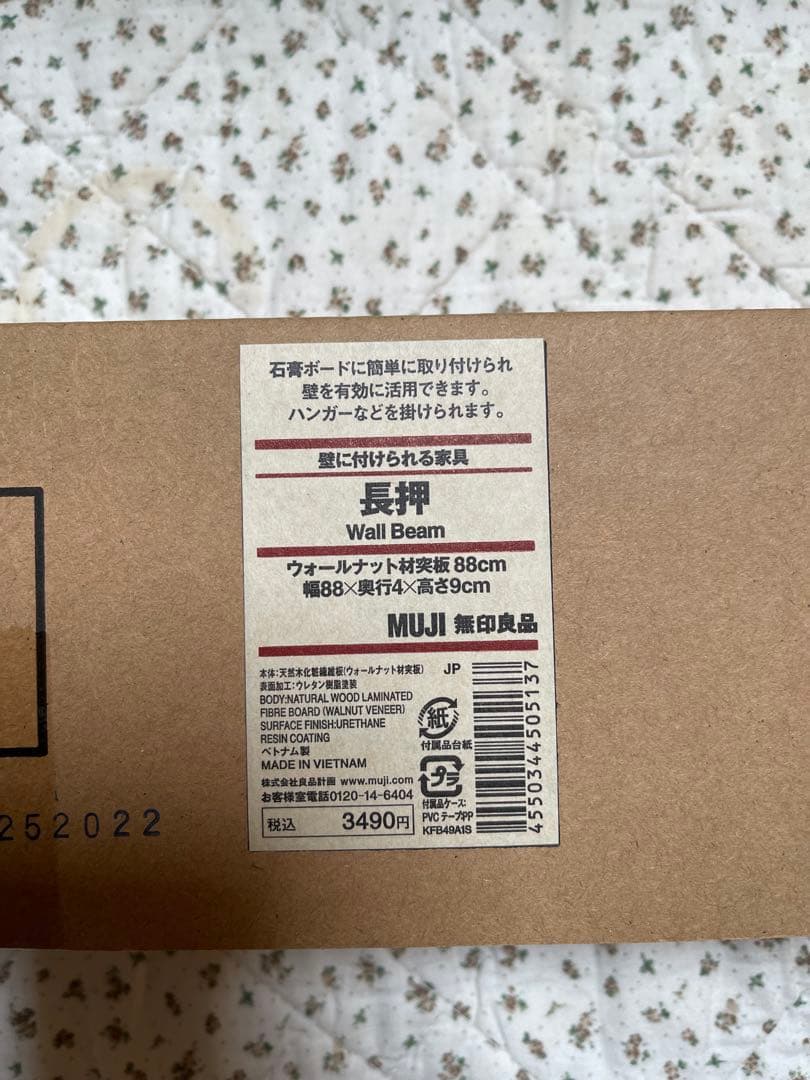 石膏ボードに簡単に取り付けられ
壁を有効に活用できます。
ハンガーなどを掛けられます。
壁に付けられる家具
長押
Wall Beam
ウォールナット材突板 88cm
幅88×奥行4×高さ9cm
MUJI 無印良品
本体:天然木化粧繊維板(ウォールナット材突板)
表面加工:ウレタン樹脂塗装
BODY:NATURAL WOOD LAMINATED
FIBRE BOARD (WALNUT VENEER)
SURFACE FINISH:URETHANE
RESIN COATING
ベトナム製
MADE IN VIETNAM
株式会社良品計画 www.muji.com
お客様室電話0120-14-6404
税込 3490円
JP
紙
付属品台紙
プラ
付属品ケース:
PVC テープPP
KFB49A1S
4550344505137
252022